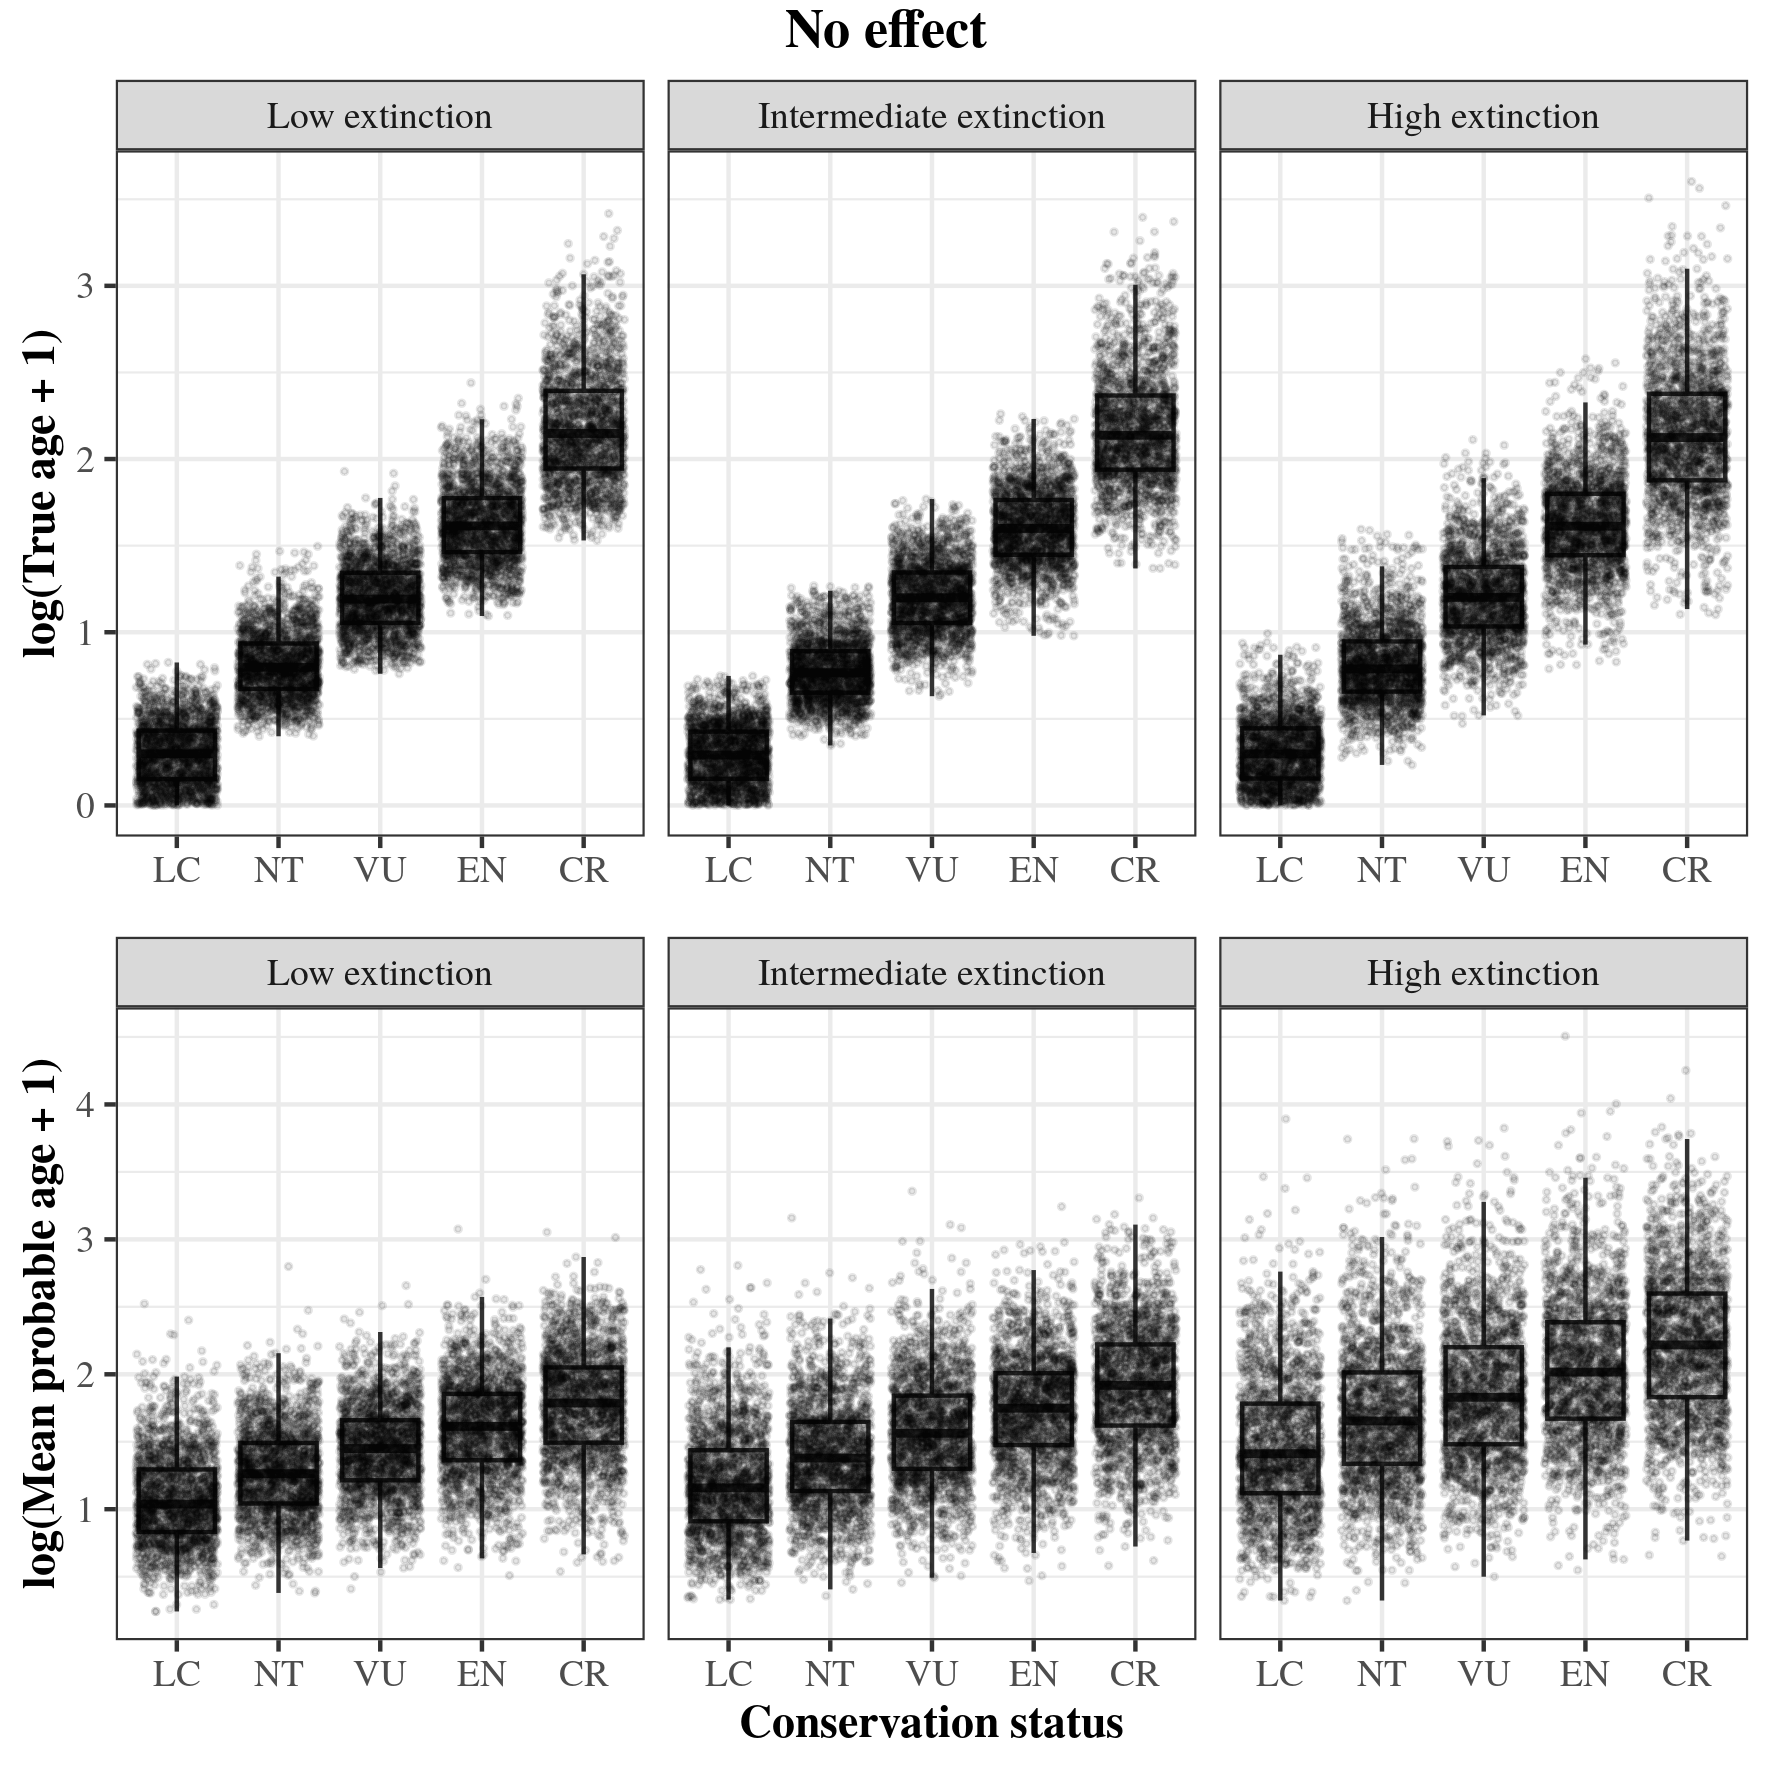 No effect
Low extinction Intermediate extinction High extinction
log(True age + 1)
3
2
1
0
LC NT VU EN CR LC NT VU EN CR LC NT VU EN CR
Low extinction Intermediate extinction High extinction
log(Mean probable age + 1)
4
3
2
1
LC NT VU EN CR LC NT VU EN CR LC NT VU EN CR
Conservation status